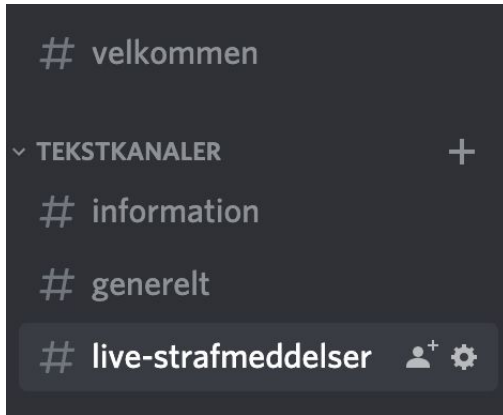 # velkommen
TEKSTKANALER
# information
# generelt
# live-strafmeddelser